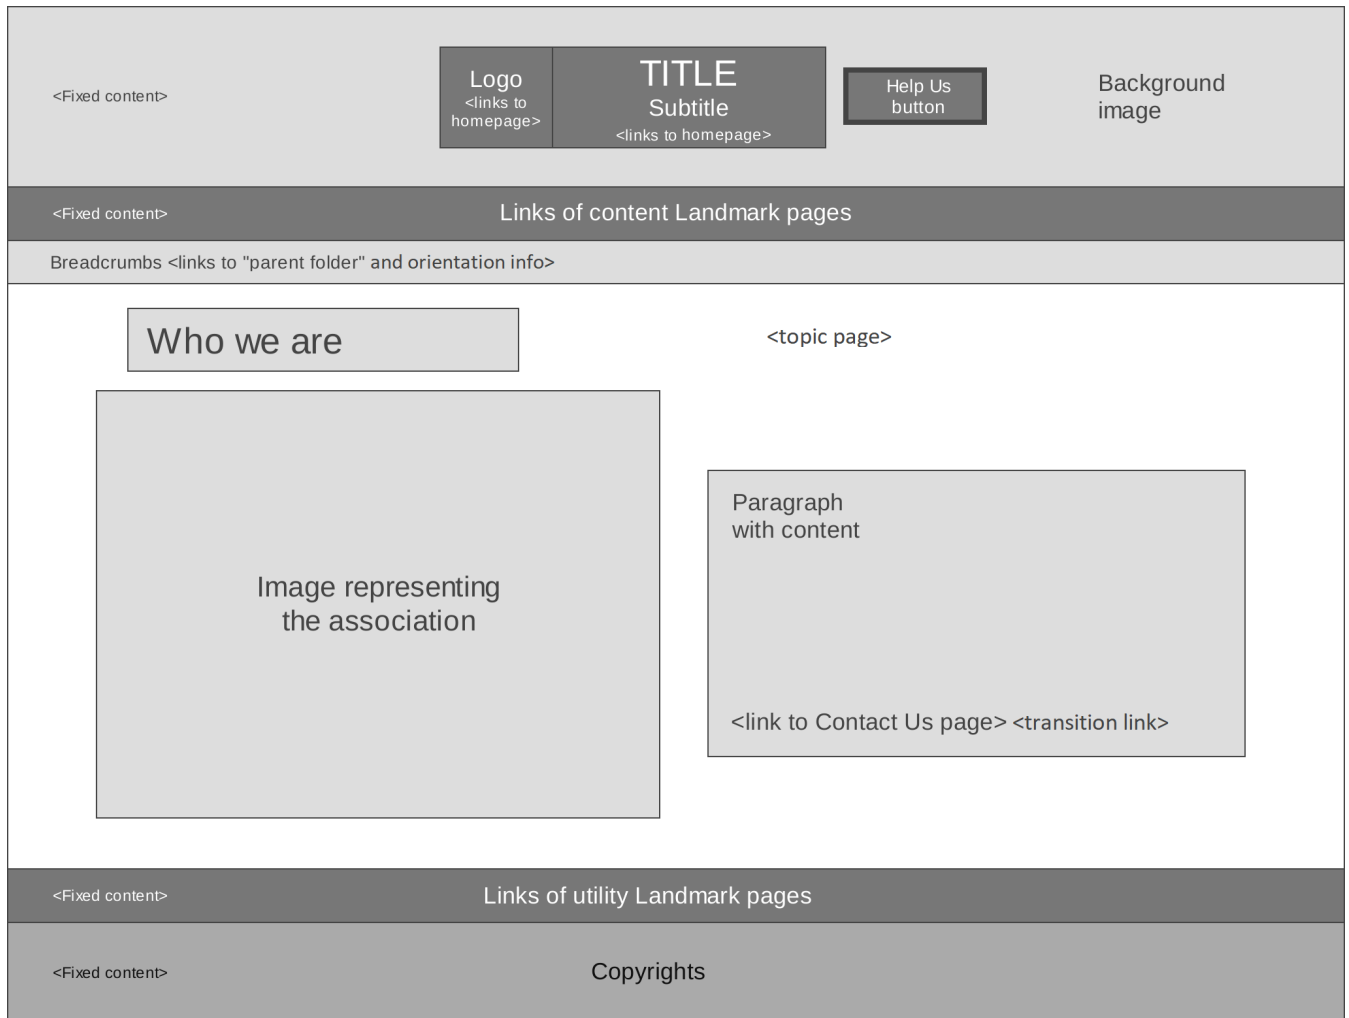 <Fixed content>
Logo
<links to
homepage>
TITLE
Subtitle
<links to homepage>
Help Us
button
Background
image
<Fixed content>
Links of content Landmark pages
Breadcrumbs <links to "parent folder" and orientation info>
Who we are
<topic page>
Image representing
the association
Paragraph
with content
<link to Contact Us page> <transition link>
<Fixed content>
Links of utility Landmark pages
<Fixed content>
Copyrights